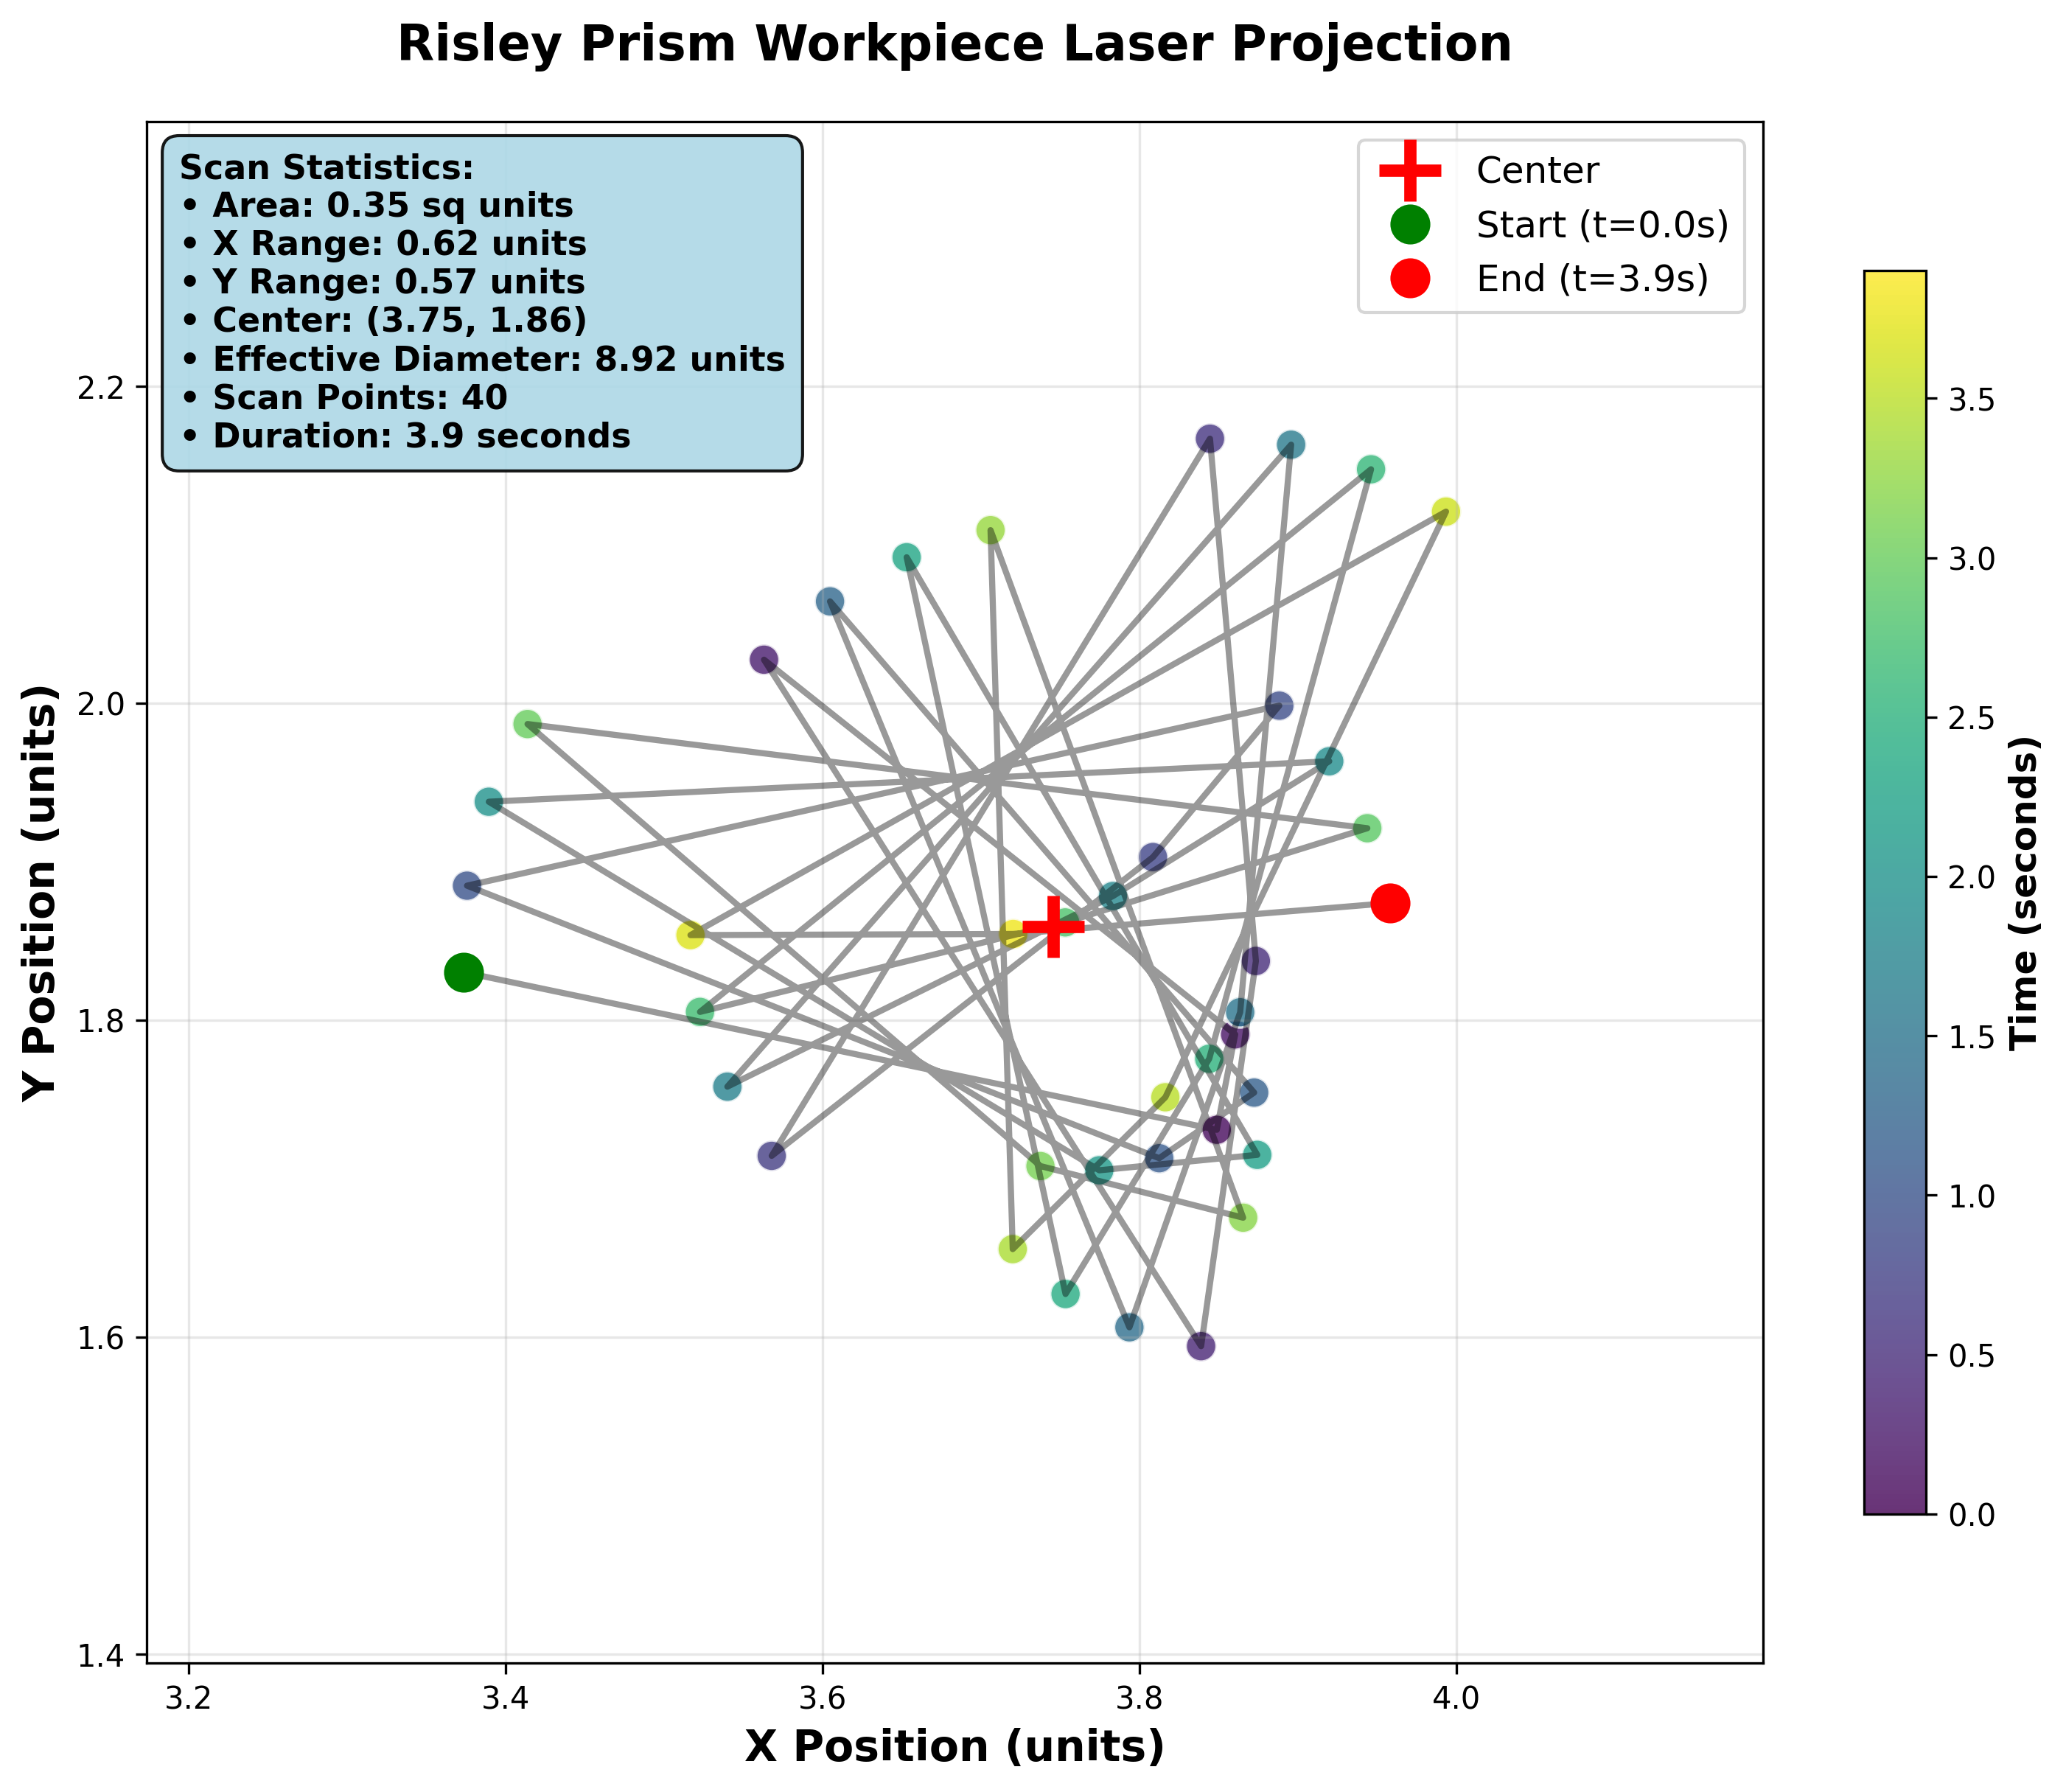 Risley Prism Workpiece Laser Projection
Scan Statistics:
• Area: 0.35 sq units
• X Range: 0.62 units
• Y Range: 0.57 units
• Center: (3.75, 1.86)
• Effective Diameter: 8.92 units
• Scan Points: 40
• Duration: 3.9 seconds
Center
Start (t=0.0s)
End (t=3.9s)
Y Position (units)
2.2
2.0
1.8
1.6
1.4
3.2
3.4
3.6
3.8
4.0
X Position (units)
3.5
3.0
2.5
2.0
1.5
1.0
0.5
0.0
Time (seconds)